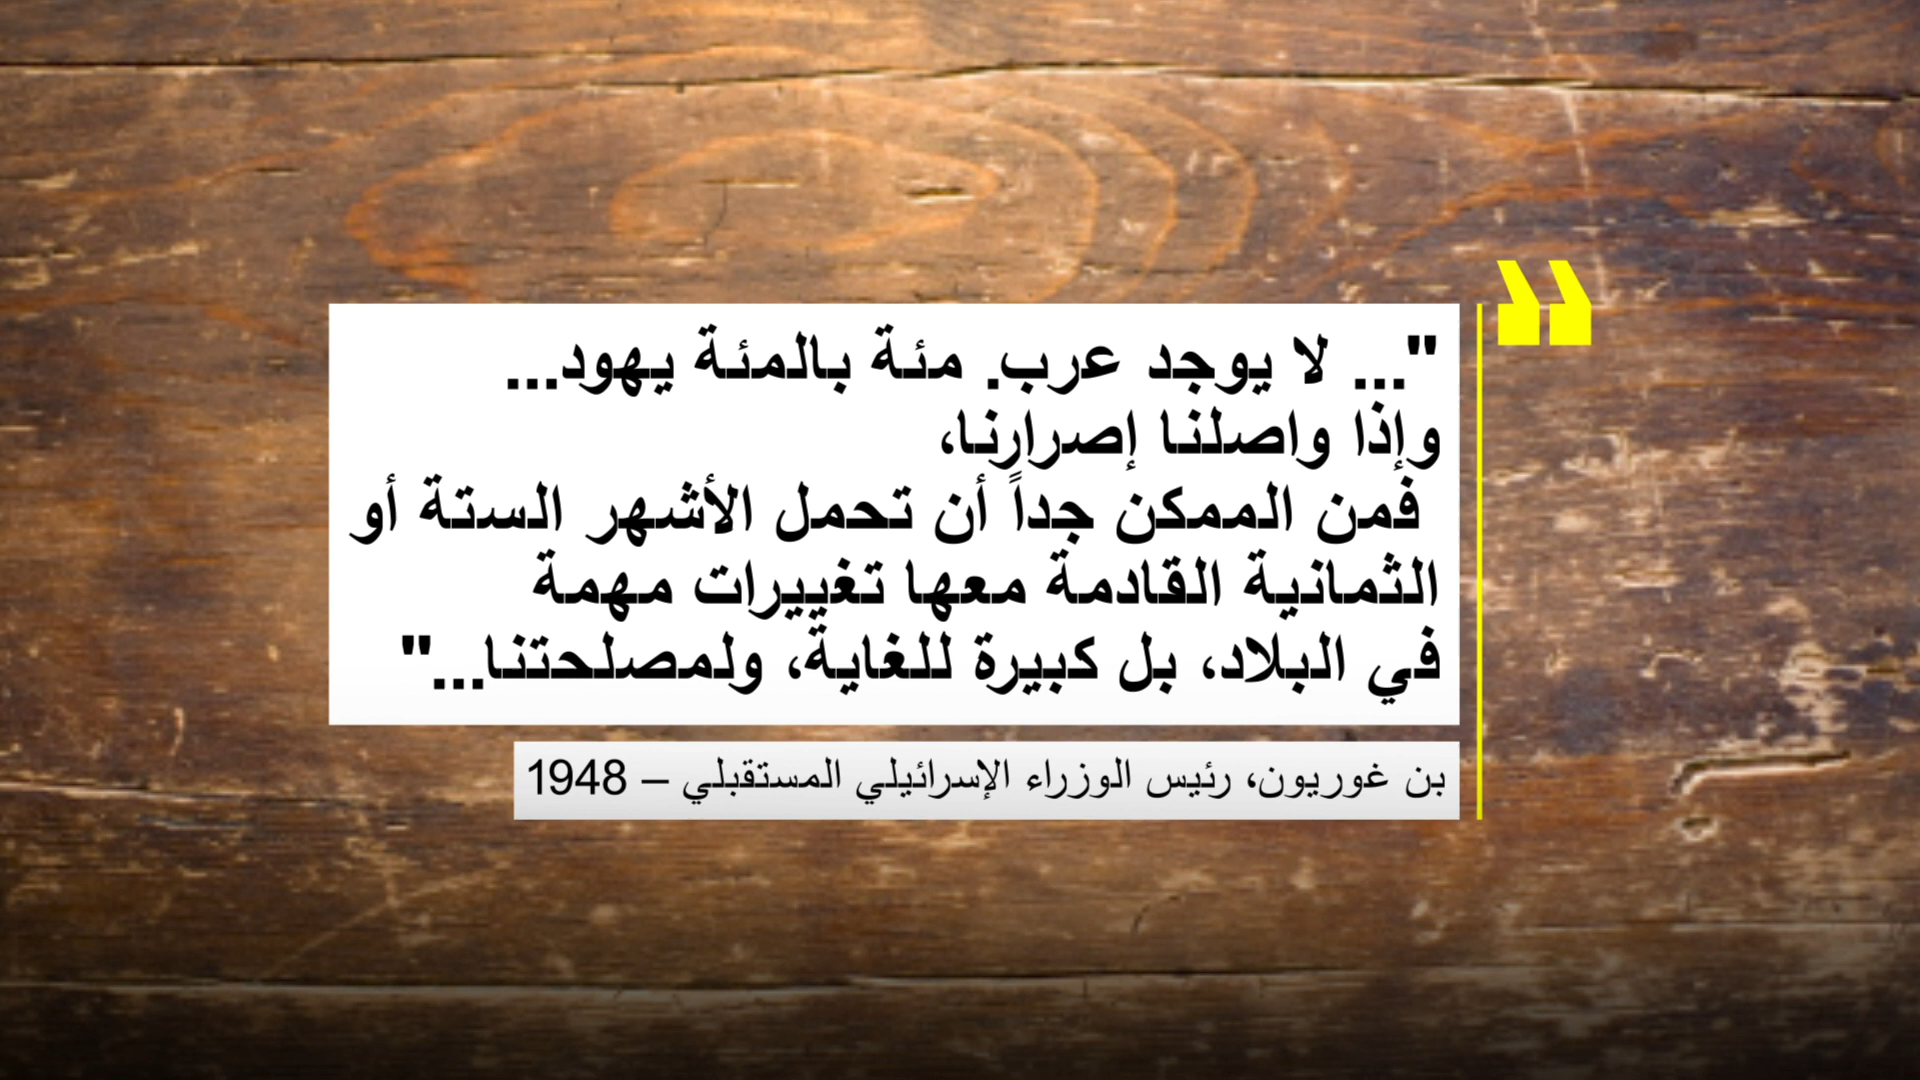 "... لا يوجد عرب. مئة بالمئة يهود...
وإذا واصلنا إصرارنا،
فمن الممكن جداً أن تحمل الأشهر الستة أو
الثمانية القادمة معها تغييرات مهمة
في البلاد، بل كبيرة للغاية، ولمصلحتنا..."
بن غوريون، رئيس الوزراء الإسرائيلي المستقبلي – 1948